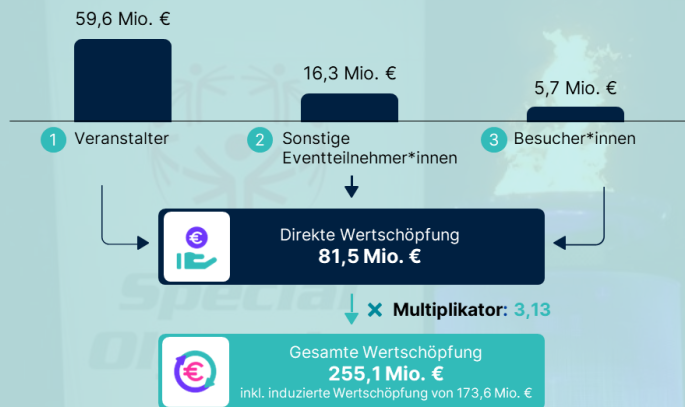 59,6 Mio. €
16,3 Mio. €
5,7 Mio. €
1 Veranstalter
2 Sonstige
Eventteilnehmer*innen
3 Besucher*innen
€
Direkte Wertschöpfung
81,5 Mio. €
Special
× Multiplikator: 3,13
€
Gesamte Wertschöpfung
255,1 Mio. €
inkl. induzierte Wertschöpfung von 173,6 Mio. €